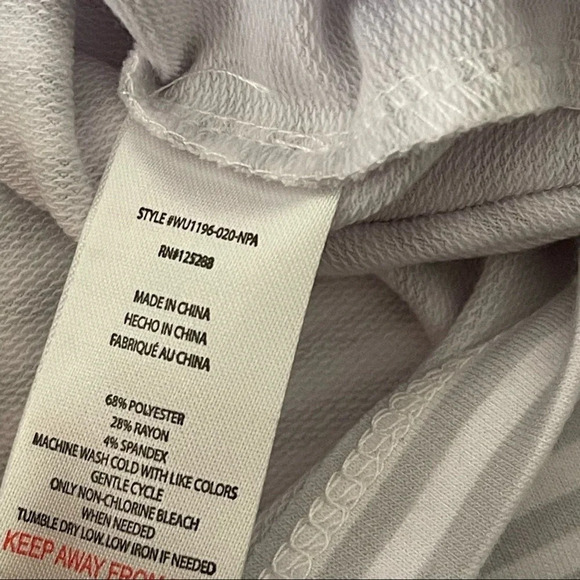 STYLE #WU1196-020-NPA
RN#125288
MADE IN CHINA
HECHO IN CHINA
FABRIQUÉ AU CHINA
68% POLYESTER
28% RAYON
4% SPANDEX
MACHINE WASH COLD WITH LIKE COLORS
GENTLE CYCLE
ONLY NON-CHLORINE BLEACH
WHEN NEEDED
TUMBLE DRY LOW. LOW IRON IF NEEDED
KEEP AWAY FROM